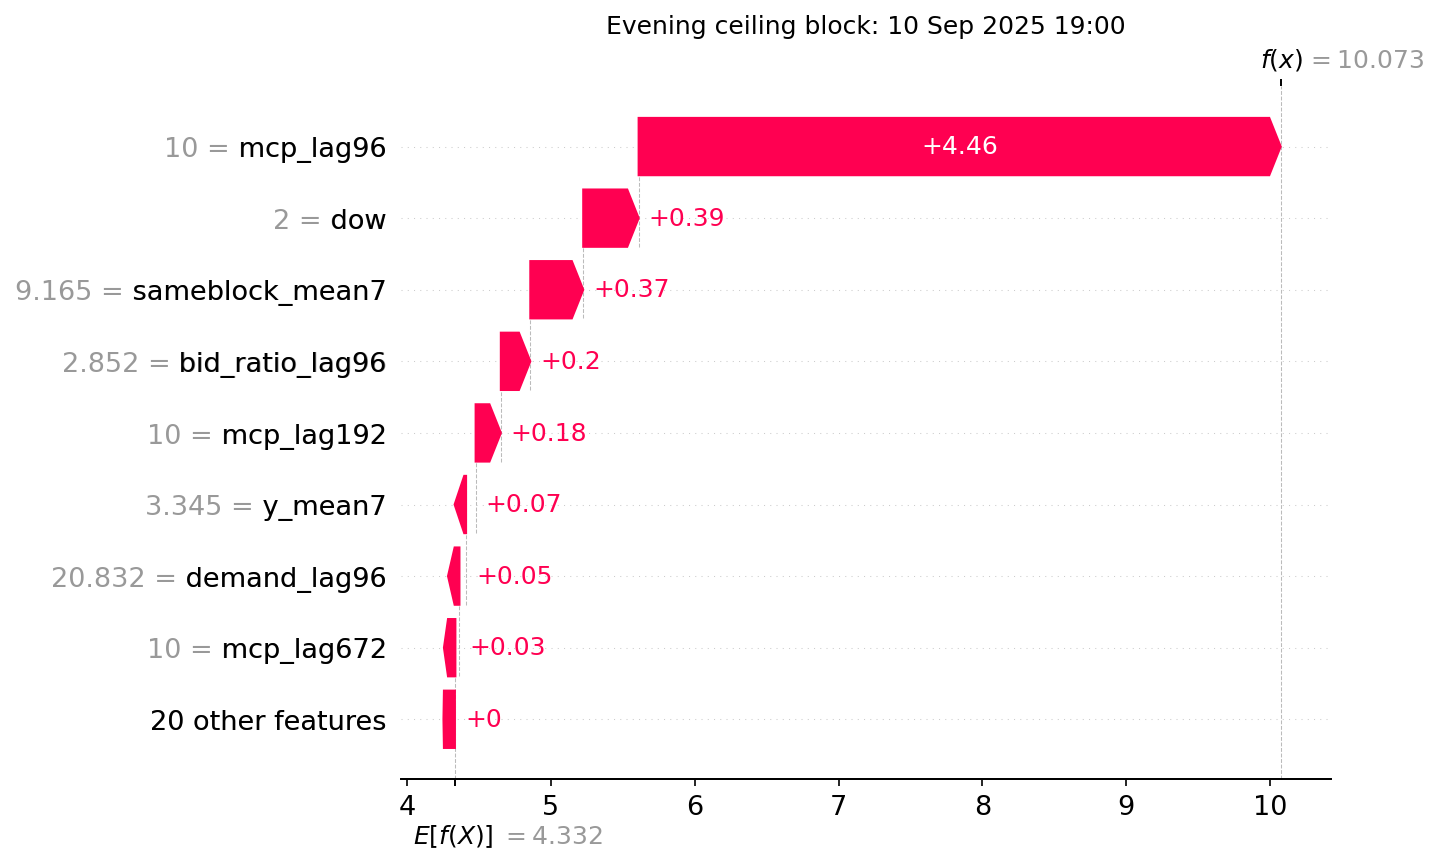 Evening ceiling block: 10 Sep 2025 19:00
f(x) = 10.073
10 = mcp_lag96 +4.46
2 = dow +0.39
9.165 = sameblock_mean7 +0.37
2.852 = bid_ratio_lag96 +0.2
10 = mcp_lag192 +0.18
3.345 = y_mean7 +0.07
20.832 = demand_lag96 +0.05
10 = mcp_lag672 +0.03
20 other features +0
4 5 6 7 8 9 10
E[f(X)] = 4.332